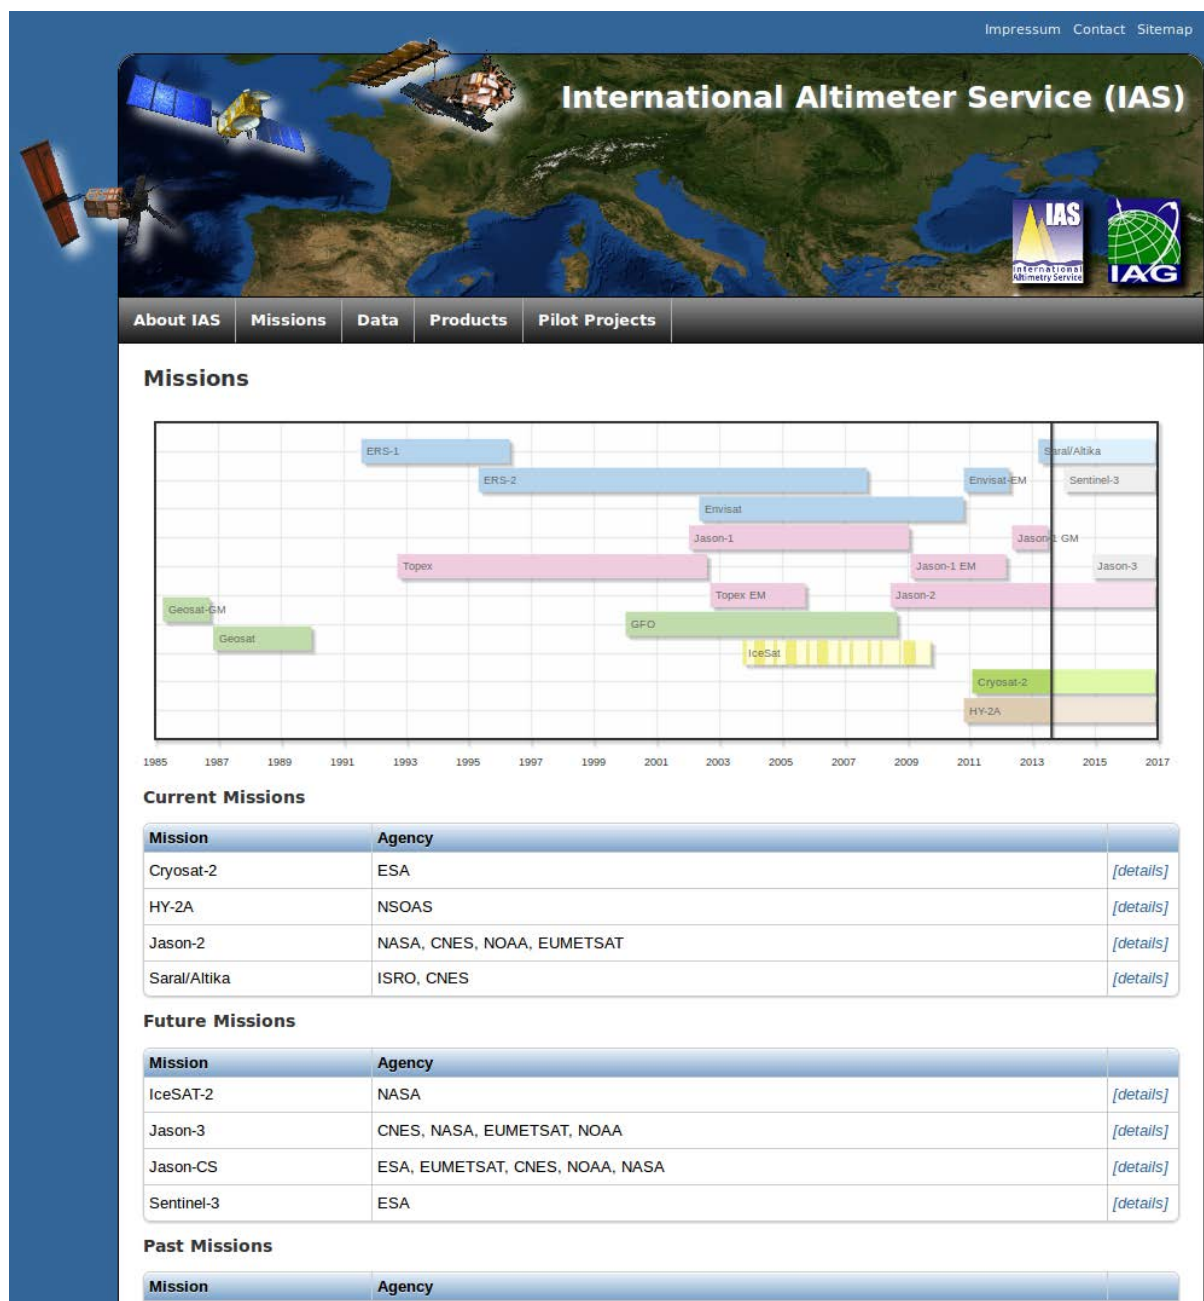 Impressum Contact Sitemap
International Altimeter Service (IAS)
IAS
International
Altimetry Service
IAG
About IAS Missions Data Products Pilot Projects
Missions
ERS-1 Saral/Altika
ERS-2 Envisat-EM Sentinel-3
Envisat
Jason-1 Jason-1 GM
Topex Jason-1 EM Jason-3
Topex EM Jason-2
Geosat-GM
GFO
Geosat
IceSat
Cryosat-2
HY-2A
1985 1987 1989 1991 1993 1995 1997 1999 2001 2003 2005 2007 2009 2011 2013 2015 2017
Current Missions
Mission Agency
Cryosat-2 ESA [details]
HY-2A NSOAS [details]
Jason-2 NASA, CNES, NOAA, EUMETSAT [details]
Saral/Altika ISRO, CNES [details]
Future Missions
Mission Agency
IceSAT-2 NASA [details]
Jason-3 CNES, NASA, EUMETSAT, NOAA [details]
Jason-CS ESA, EUMETSAT, CNES, NOAA, NASA [details]
Sentinel-3 ESA [details]
Past Missions
Mission Agency